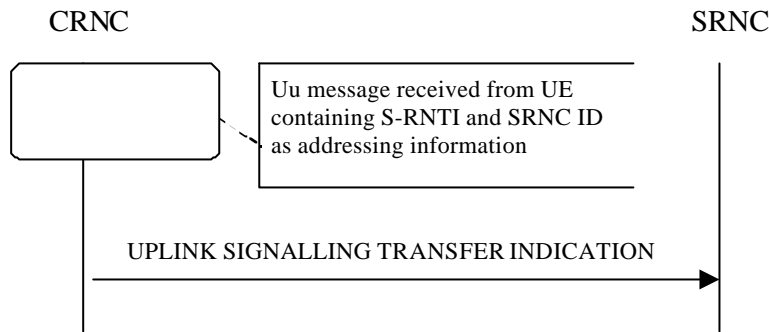 CRNC
SRNC
Uu message received from UE
containing S-RNTI and SRNC ID
as addressing information
UPLINK SIGNALLING TRANSFER INDICATION